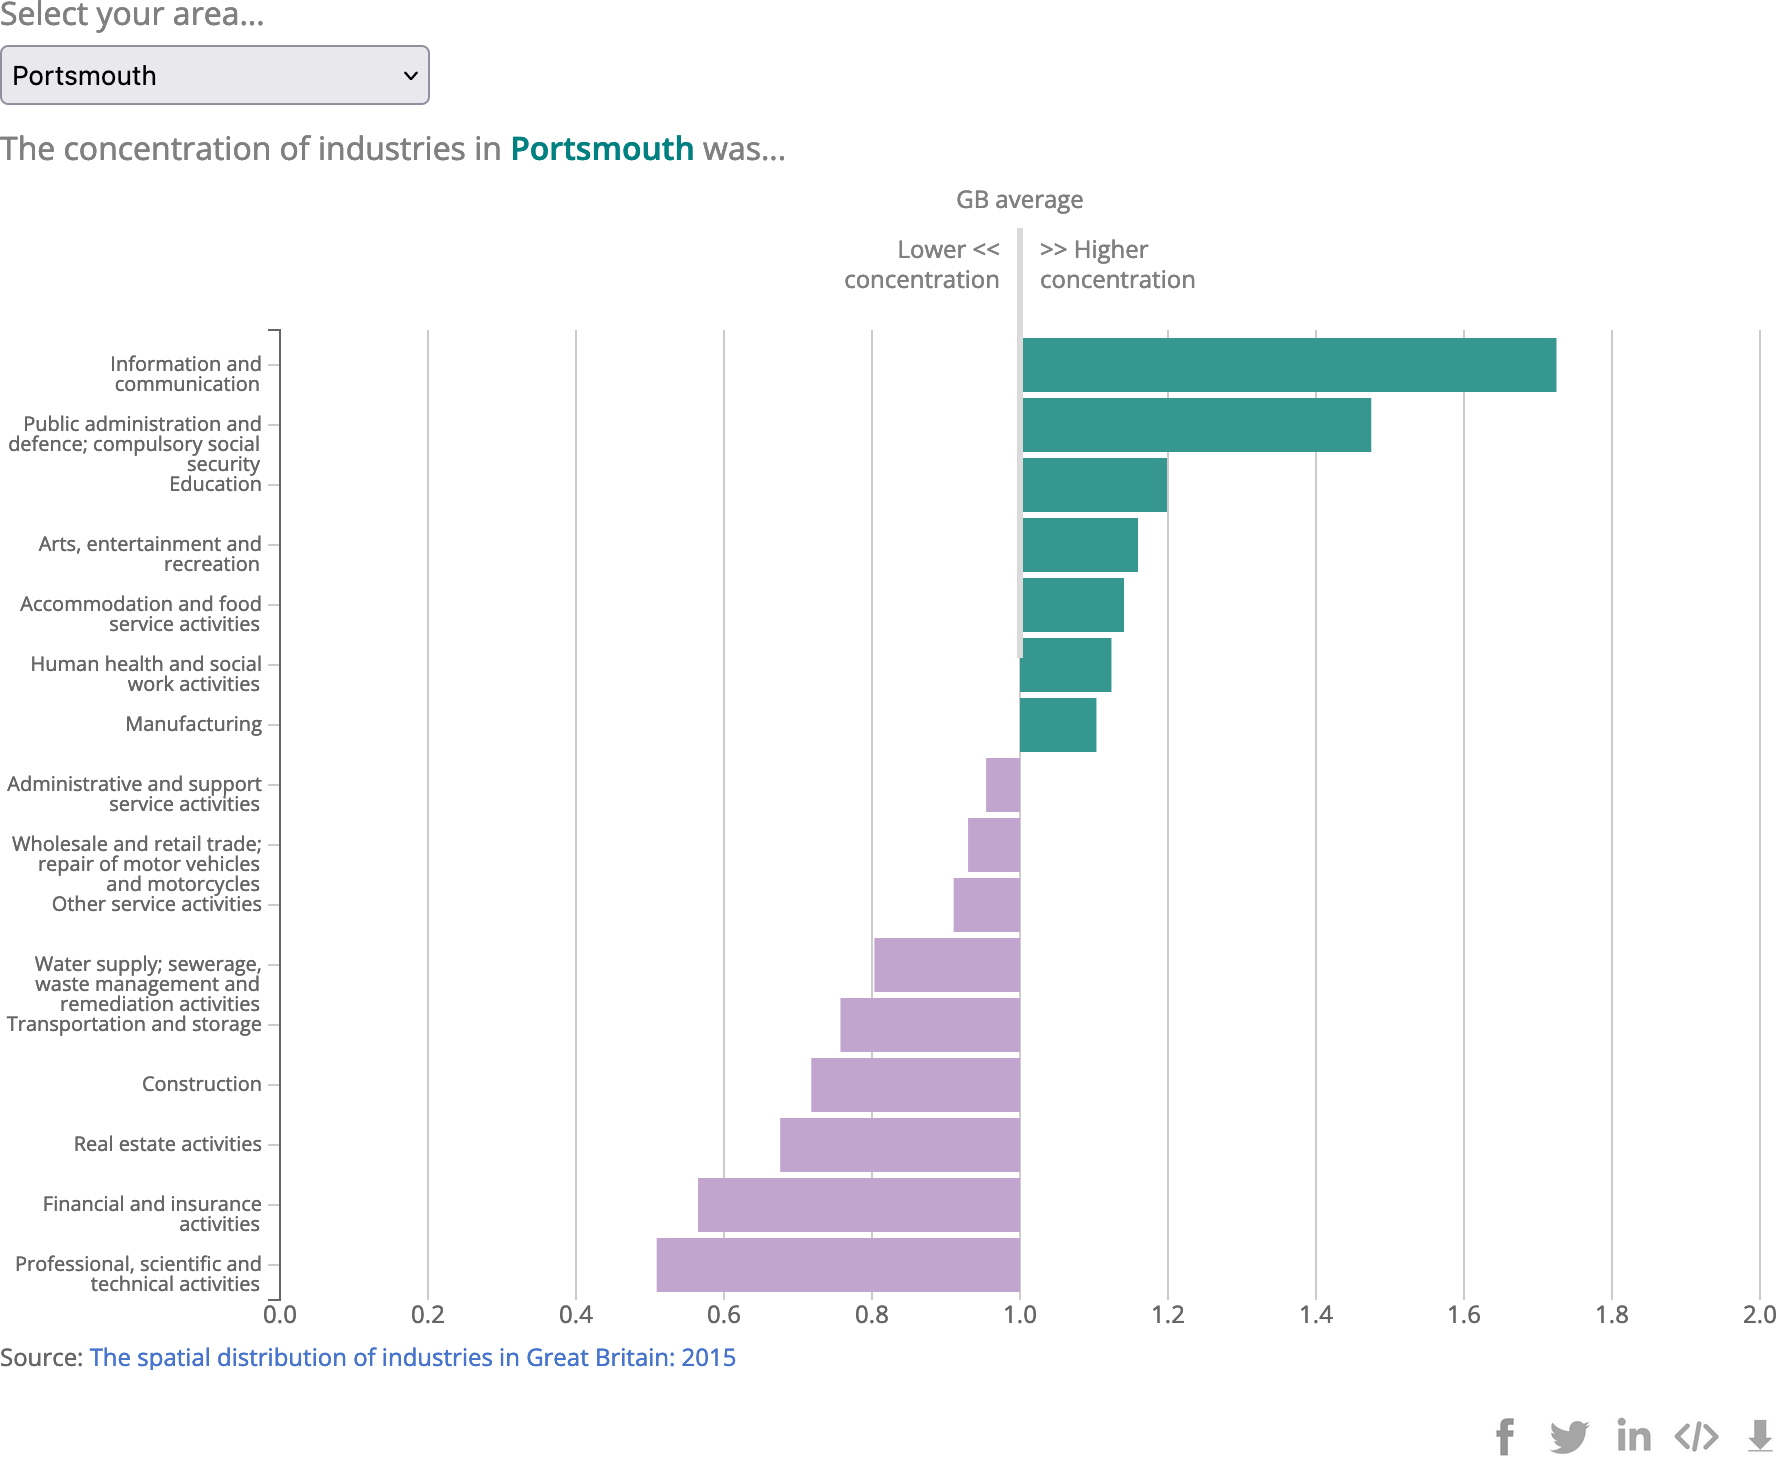 Select your area...
Portsmouth
The concentration of industries in Portsmouth was...
GB average
Lower <<
concentration
>> Higher
concentration
Information and
communication
Public administration and
defence; compulsory social
security
Education
Arts, entertainment and
recreation
Accommodation and food
service activities
Human health and social
work activities
Manufacturing
Administrative and support
service activities
Wholesale and retail trade;
repair of motor vehicles
and motorcycles
Other service activities
Water supply; sewerage,
waste management and
remediation activities
Transportation and storage
Construction
Real estate activities
Financial and insurance
activities
Professional, scientific and
technical activities
0.0 0.2 0.4 0.6 0.8 1.0 1.2 1.4 1.6 1.8 2.0
Source: The spatial distribution of industries in Great Britain: 2015